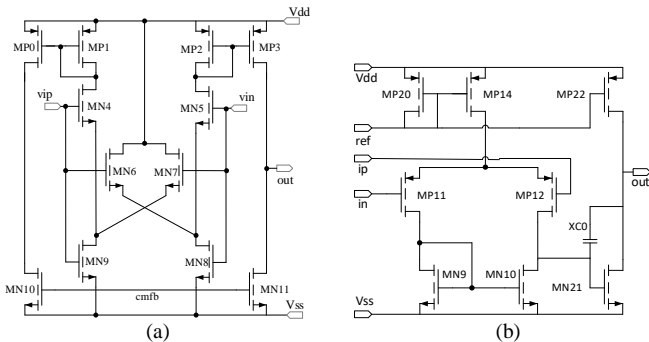 Vdd
MP0
MP1
MP2
MP3
vip
MN4
MN5
vin
MN6
MN7
out
MN9
MN8
MN10
cmfb
MN11
Vss
(a)
Vdd
MP20
MP14
MP22
ref
ip
in
MP11
MP12
out
XC0
MN9
MN10
MN21
Vss
(b)